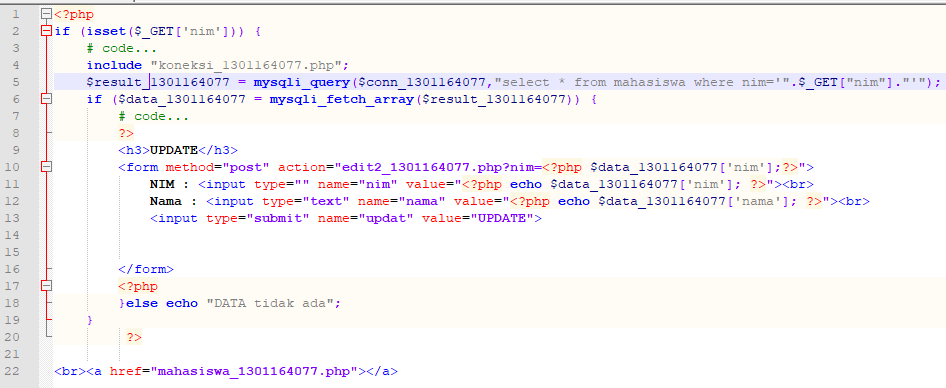 1 <?php
2 if (isset($_GET['nim'])) {
3 # code...
4 include "koneksi_1301164077.php";
5 $result_1301164077 = mysqli_query($conn_1301164077,"select * from mahasiswa where nim='".$_GET["nim"]."'");
6 if ($data_1301164077 = mysqli_fetch_array($result_1301164077)) {
7 # code...
8 ?>
9 <h3>UPDATE</h3>
10 <form method="post" action="edit2_1301164077.php?nim=<?php $data_1301164077['nim'];?>">
11 NIM : <input type="" name="nim" value="<?php echo $data_1301164077['nim']; ?>"><br>
12 Nama : <input type="text" name="nama" value="<?php echo $data_1301164077['nama']; ?>"><br>
13 <input type="submit" name="updat" value="UPDATE">
14
15
16 </form>
17 <?php
18 }else echo "DATA tidak ada";
19 }
20 ?>
21
22 <br><a href="mahasiswa_1301164077.php"></a>